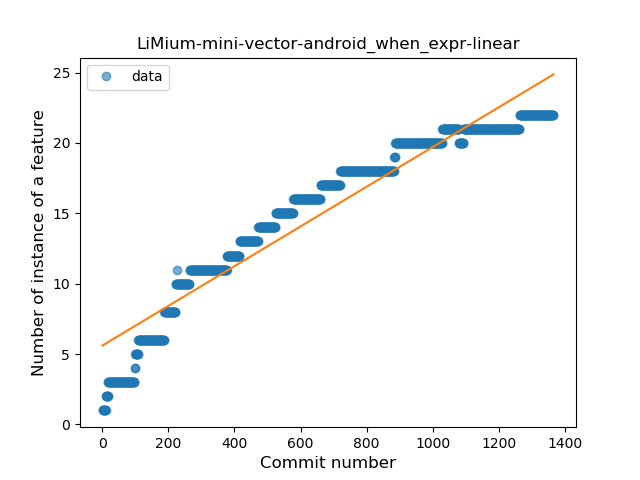 LiMium-mini-vector-android_when_expr-linear
data
Number of instance of a feature
25
20
15
10
5
0
0 200 400 600 800 1000 1200 1400
Commit number